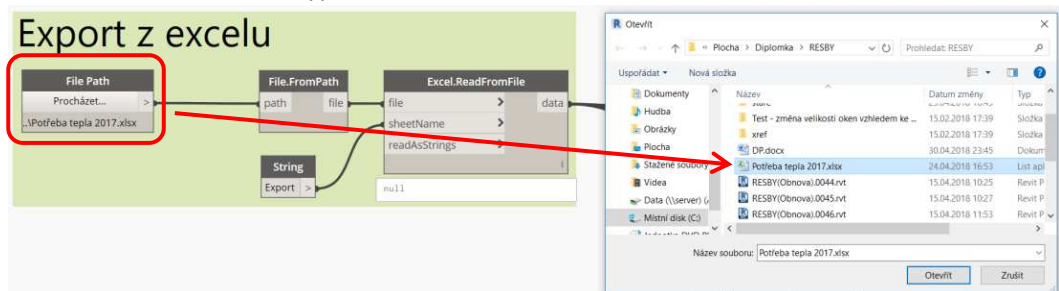 Export z excelu
File Path
Procházet... >
..\Potřeba tepla 2017.xlsx
File.FromPath
path file
Excel.ReadFromFile
file > data
sheetName >
readAsStrings >
String
Export >
null
Otevřít
« Plocha > Diplomka > RESBY
Prohledat: RESBY
Uspořádat Nová složka
Dokumenty
Hudba
Obrázky
Plocha
Stažené soubory
Videa
Data (\\server) (
Místní disk (C:)
Název Datum změny Typ
Test - změna velikosti oken vzhledem ke ... 15.02.2018 17:39 Složka
xref 15.02.2018 17:39 Složka
DP.docx 30.04.2018 23:45 Dokum
Potřeba tepla 2017.xlsx 24.04.2018 16:53 List apl
RESBY(Obnova).0044.rvt 15.04.2018 10:25 Revit P
RESBY(Obnova).0045.rvt 15.04.2018 10:27 Revit P
RESBY(Obnova).0046.rvt 15.04.2018 11:53 Revit P
Název souboru: Potřeba tepla 2017.xlsx
Otevřít Zrušit